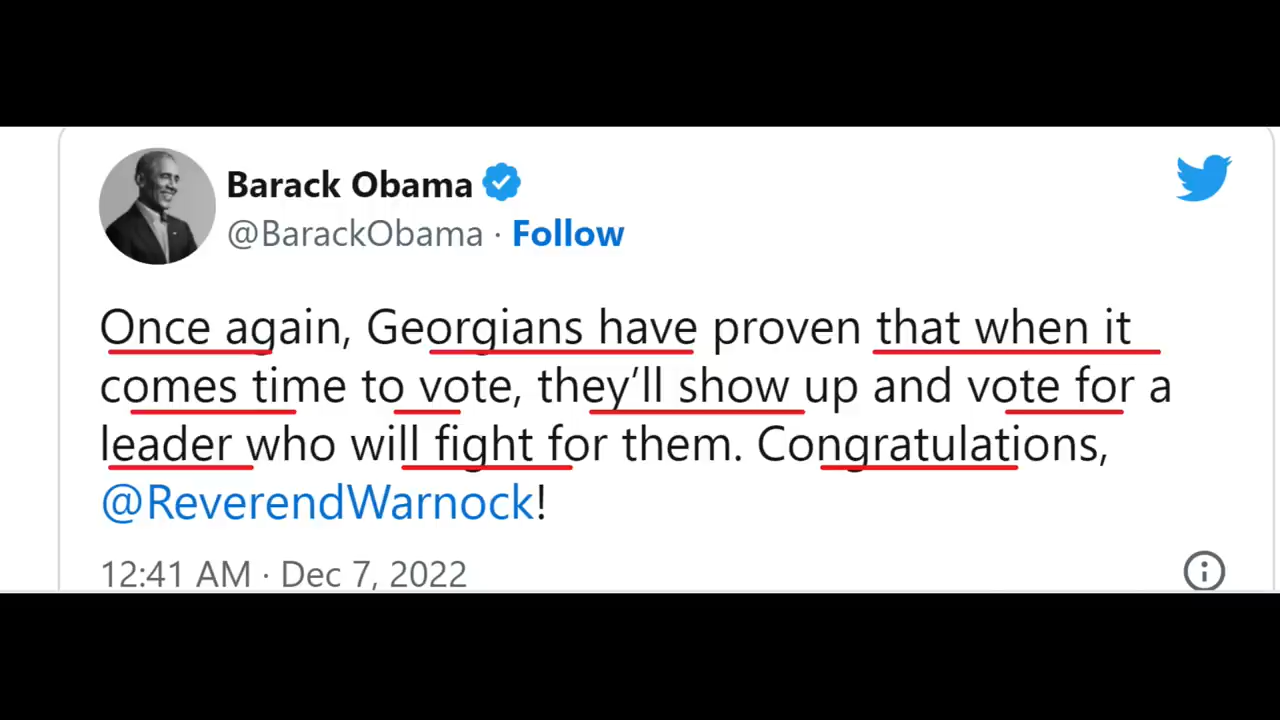 Barack Obama
@BarackObama · Follow
Once again, Georgians have proven that when it
comes time to vote, they’ll show up and vote for a
leader who will fight for them. Congratulations,
@ReverendWarnock!
12:41 AM · Dec 7, 2022